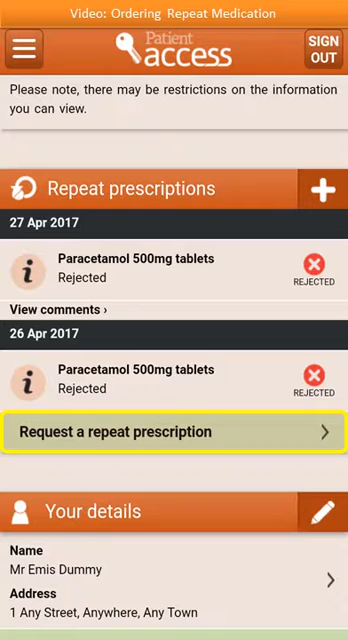 Video: Ordering Repeat Medication
Patient
access
SIGN
OUT
Please note, there may be restrictions on the information
you can view.
Repeat prescriptions
27 Apr 2017
Paracetamol 500mg tablets
Rejected
REJECTED
View comments ›
26 Apr 2017
Paracetamol 500mg tablets
Rejected
REJECTED
Request a repeat prescription
Your details
Name
Mr Emis Dummy
Address
1 Any Street, Anywhere, Any Town